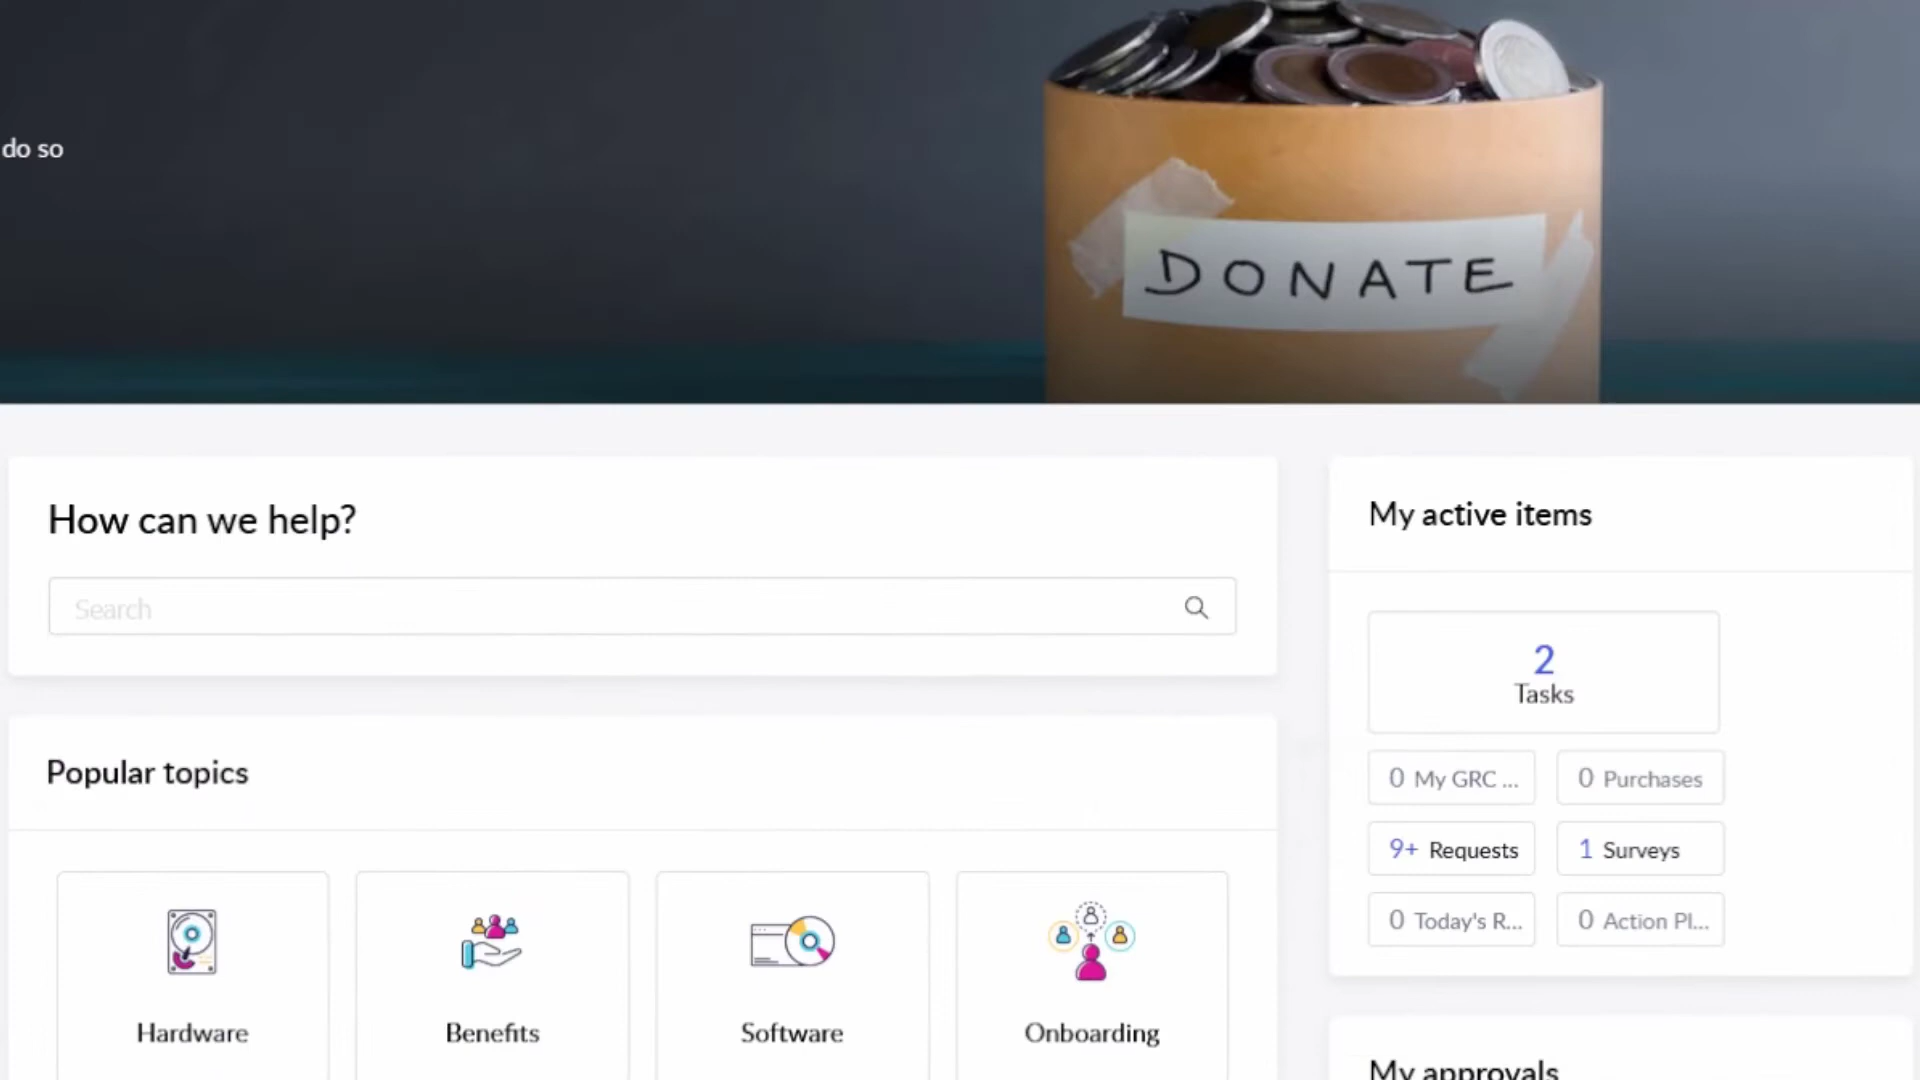 do so
DONATE
How can we help?
Search
Popular topics
Hardware
Benefits
Software
Onboarding
My active items
2
Tasks
0 My GRC ...
0 Purchases
9+ Requests
1 Surveys
0 Today's R...
0 Action Pl...
My approvals